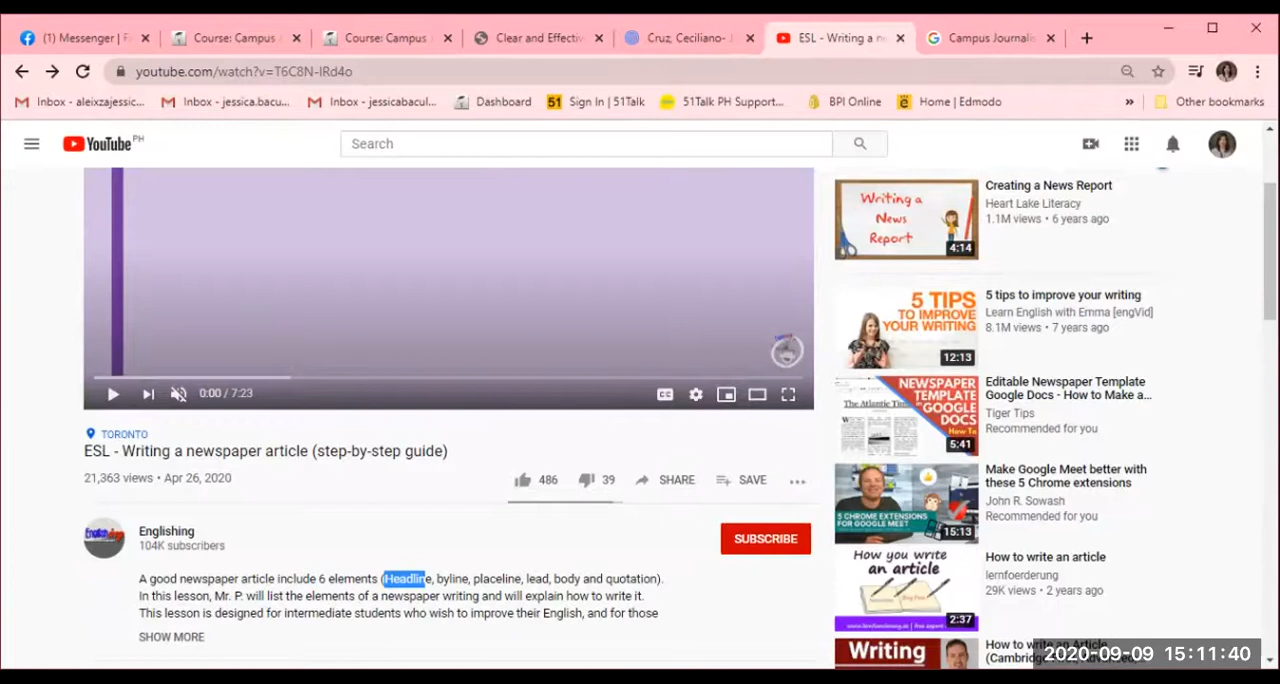 (1) Messenger | F
Course: Campus
Course: Campus
Clear and Effectiv
Cruz, Ceciliano- J
ESL - Writing a n
Campus Journalis
youtube.com/watch?v=T6C8N-lRd4o
Inbox - aleixzajessic...
Inbox - jessica.bacu...
Inbox - jessicabacul...
Dashboard
51 Sign In | 51Talk
51Talk PH Support...
BPI Online
Home | Edmodo
»
Other bookmarks
YouTube PH
Search
Writing a
News
Report
4:14
Creating a News Report
Heart Lake Literacy
1.1M views • 6 years ago
5 TIPS
TO IMPROVE
YOUR WRITING
12:13
5 tips to improve your writing
Learn English with Emma [engVid]
8.1M views • 7 years ago
CC
0:00 / 7:23
NEWSPAPER
TEMPLATE
GOOGLE
DOCS
How To
The Atlantic Tim
5:41
Editable Newspaper Template
Google Docs - How to Make a...
Tiger Tips
Recommended for you
TORONTO
ESL - Writing a newspaper article (step-by-step guide)
21,363 views • Apr 26, 2020
486
39
SHARE
SAVE
5 CHROME EXTENSIONS
FOR GOOGLE MEET
15:13
Make Google Meet better with
these 5 Chrome extensions
John R. Sowash
Recommended for you
Englishing
104K subscribers
SUBSCRIBE
How you write
an article
2:37
How to write an article
lernfoerderung
29K views • 2 years ago
A good newspaper article include 6 elements (Headline, byline, placeline, lead, body and quotation).
In this lesson, Mr. P. will list the elements of a newspaper writing and will explain how to write it.
This lesson is designed for intermediate students who wish to improve their English, and for those
SHOW MORE
Writing
How to write an Article
(Cambridge
2020-09-09 15:11:40